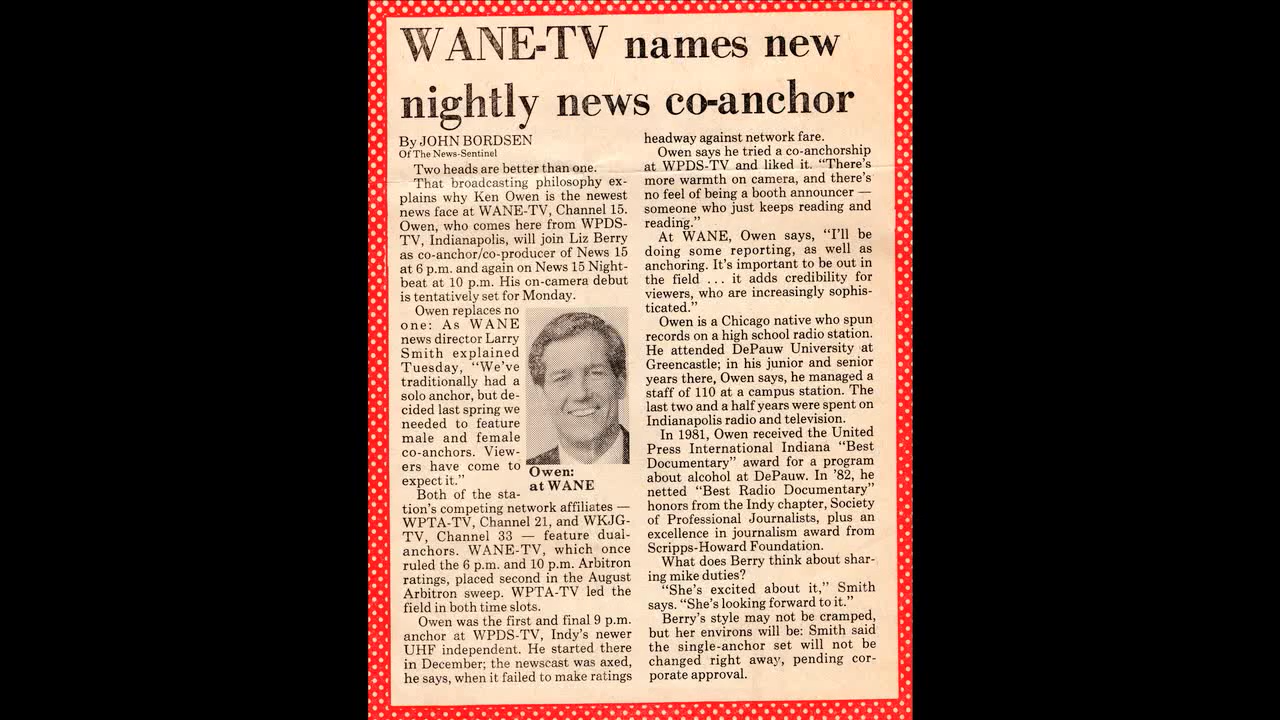 WANE-TV names new
nightly news co-anchor
By JOHN BORDSEN
Of The News-Sentinel
Two heads are better than one.
That broadcasting philosophy ex-
plains why Ken Owen is the newest
news face at WANE-TV, Channel 15.
Owen, who comes here from WPDS-
TV, Indianapolis, will join Liz Berry
as co-anchor/co-producer of News 15
at 6 p.m. and again on News 15 Night-
beat at 10 p.m. His on-camera debut
is tentatively set for Monday.
Owen replaces no
one: As WANE
news director Larry
Smith explained
Tuesday, “We’ve
traditionally had a
solo anchor, but de-
cided last spring we
needed to feature
male and female
co-anchors. View-
ers have come to
expect it.”
Owen:
at WANE
Both of the sta-
tion’s competing network affiliates —
WPTA-TV, Channel 21, and WKJG-
TV, Channel 33 — feature dual-
anchors. WANE-TV, which once
ruled the 6 p.m. and 10 p.m. Arbitron
ratings, placed second in the August
Arbitron sweep. WPTA-TV led the
field in both time slots.
Owen was the first and final 9 p.m.
anchor at WPDS-TV, Indy’s newer
UHF independent. He started there
in December; the newscast was axed,
he says, when it failed to make ratings
headway against network fare.
Owen says he tried a co-anchorship
at WPDS-TV and liked it. “There’s
more warmth on camera, and there’s
no feel of being a booth announcer —
someone who just keeps reading and
reading.”
At WANE, Owen says, “I’ll be
doing some reporting, as well as
anchoring. It’s important to be out in
the field ... it adds credibility for
viewers, who are increasingly sophis-
ticated.”
Owen is a Chicago native who spun
records on a high school radio station.
He attended DePauw University at
Greencastle; in his junior and senior
years there, Owen says, he managed a
staff of 110 at a campus station. The
last two and a half years were spent on
Indianapolis radio and television.
In 1981, Owen received the United
Press International Indiana “Best
Documentary” award for a program
about alcohol at DePauw. In ’82, he
netted “Best Radio Documentary”
honors from the Indy chapter, Society
of Professional Journalists, plus an
excellence in journalism award from
Scripps-Howard Foundation.
What does Berry think about shar-
ing mike duties?
“She’s excited about it,” Smith
says. “She’s looking forward to it.”
Berry’s style may not be cramped,
but her environs will be: Smith said
the single-anchor set will not be
changed right away, pending cor-
porate approval.